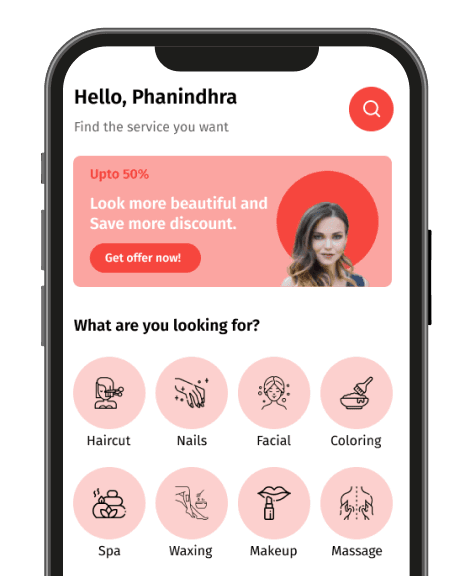 Hello, Phanindhra
Find the service you want
Upto 50%
Look more beautiful and
Save more discount.
Get offer now!
What are you looking for?
Haircut
Nails
Facial
Coloring
Spa
Waxing
Makeup
Massage